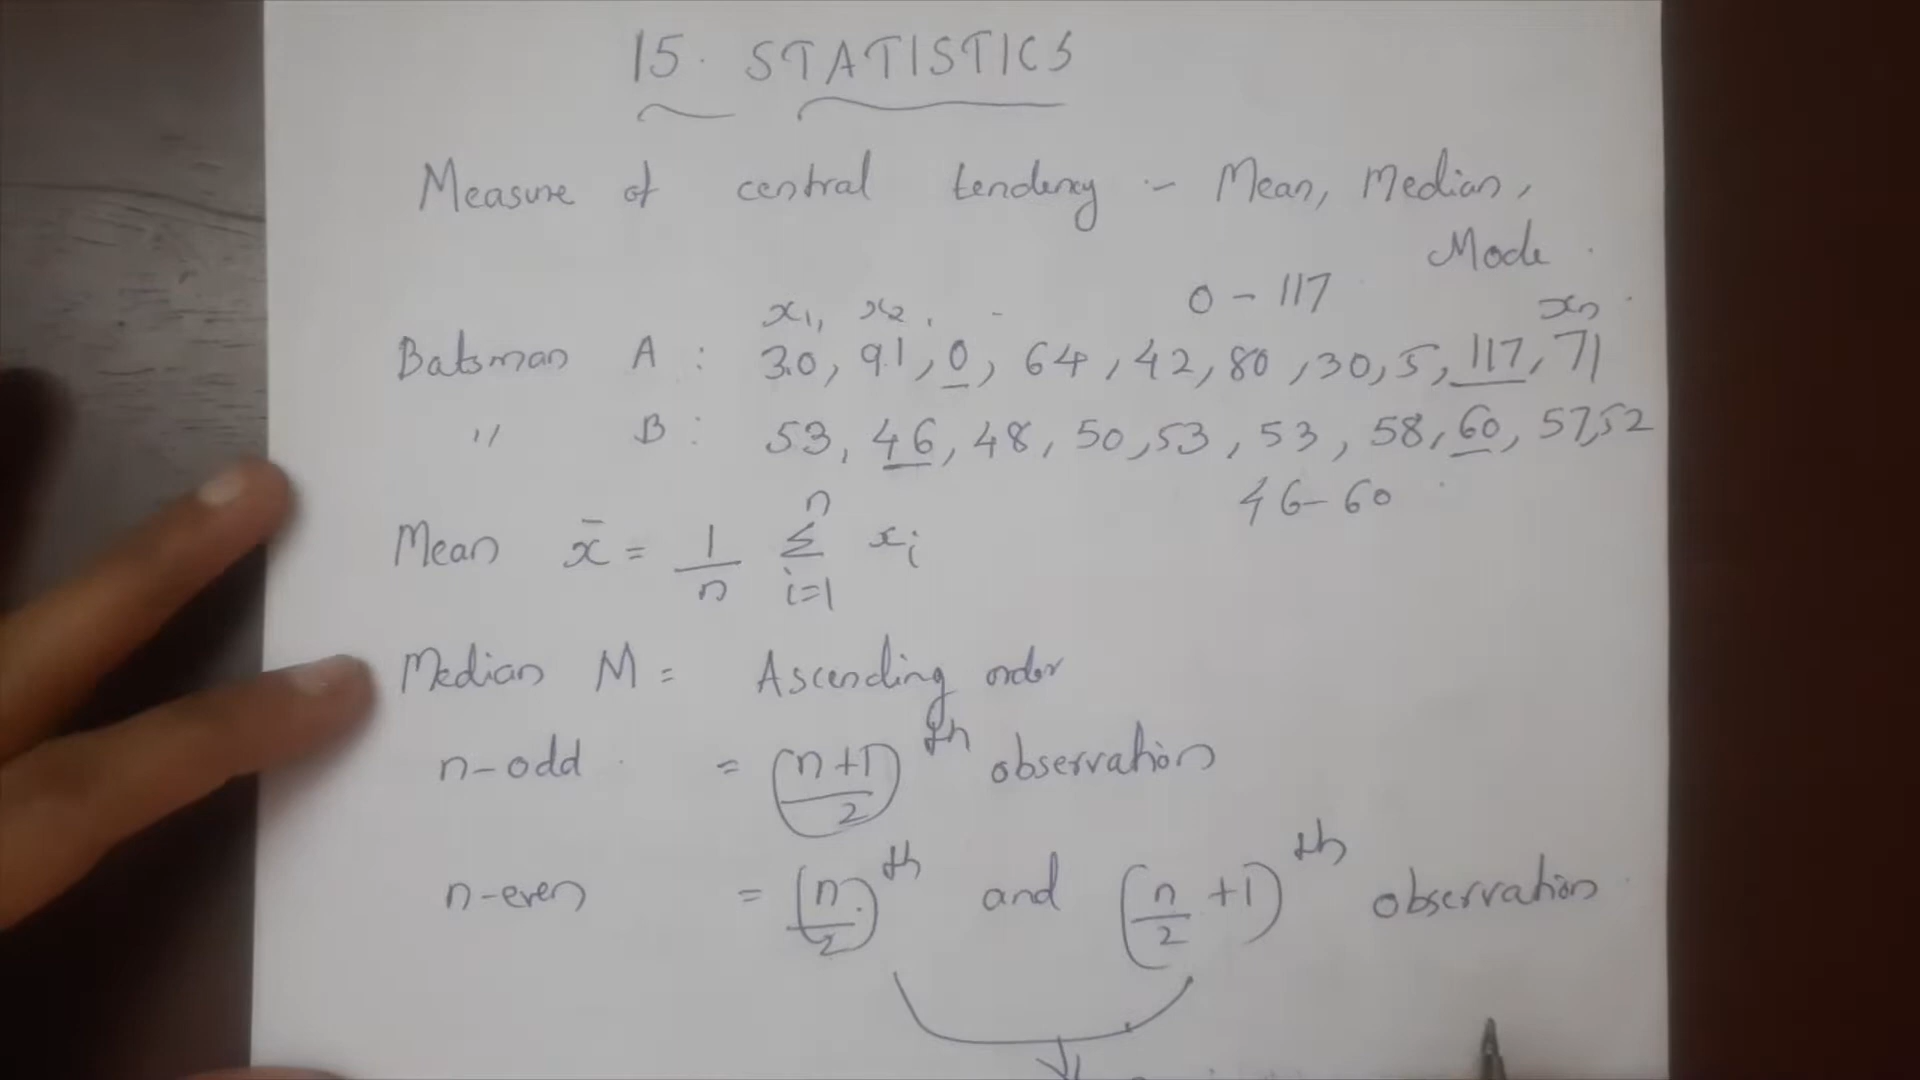 15. STATISTICS
Measure of central tendency :- Mean, Median,
Mode.
0 - 117
x₁, x₂, - xₙ.
Batsman A : 30, 91, 0, 64, 42, 80, 30, 5, 117, 71
" B : 53, 46, 48, 50, 53, 53, 58, 60, 57, 52
46-60
Mean x̄ = 1/n Σ_{i=1}^{n} xᵢ
Median M = Ascending order
n-odd = ((n+1)/2)^th observation
n-even = (n/2)^th and (n/2 +1)^th observation